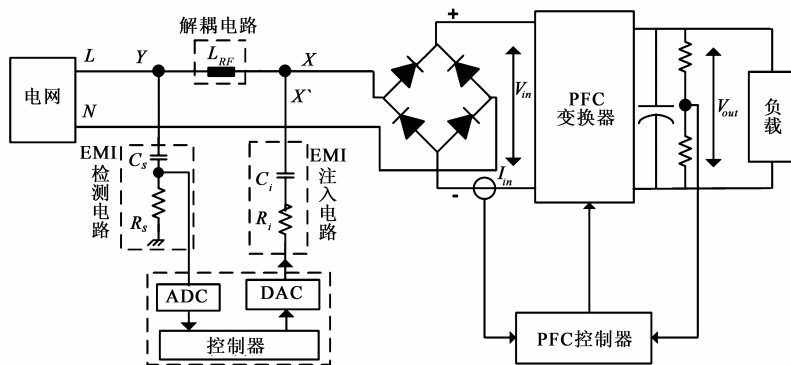 解耦电路
L Y L_RF X
+
电网
N
X`
V_in
PFC
变换器
V_out
负载
EMI
检测电路
C_s
R_s
C_i
R_i
EMI
注入电路
-
I_in
ADC
DAC
控制器
PFC控制器